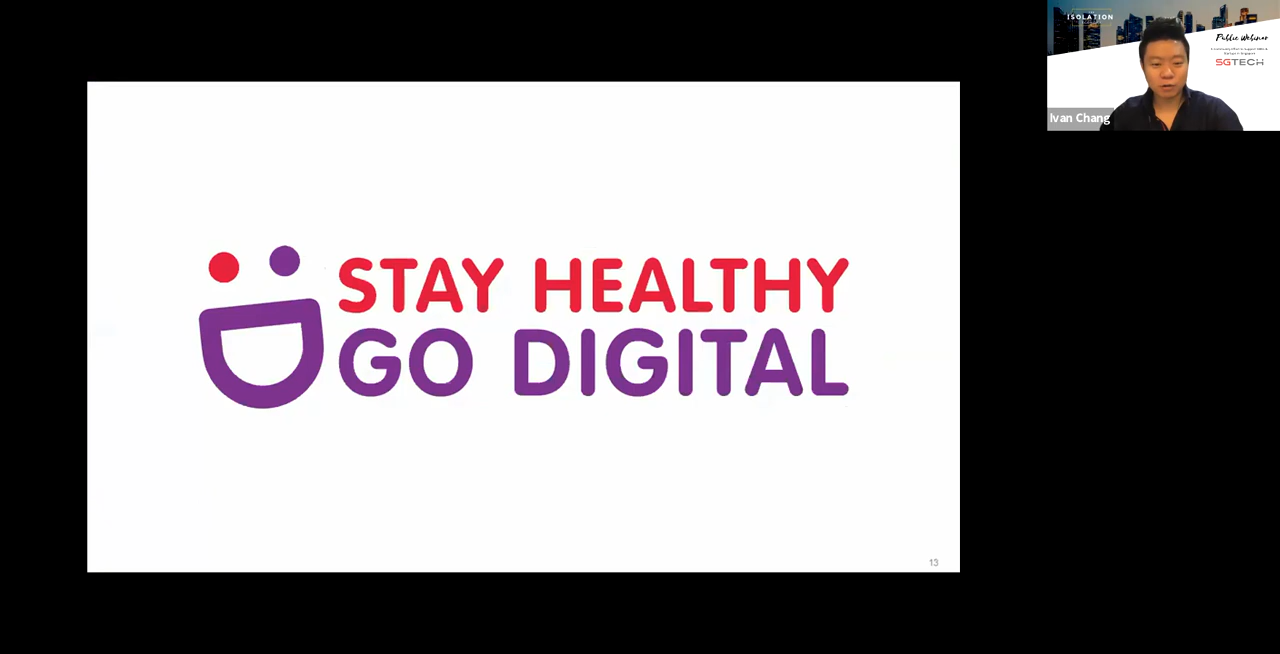 STAY HEALTHY
GO DIGITAL
13
ISOLATION
Public Webinar
SGTECH
Ivan Chang